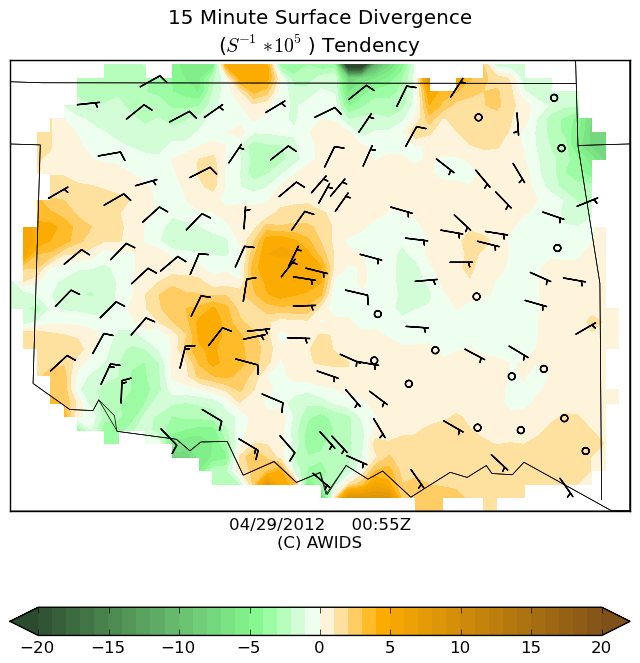 15 Minute Surface Divergence
(S⁻¹ ∗ 10⁵ ) Tendency
04/29/2012 00:55Z
(C) AWIDS
−20 −15 −10 −5 0 5 10 15 20